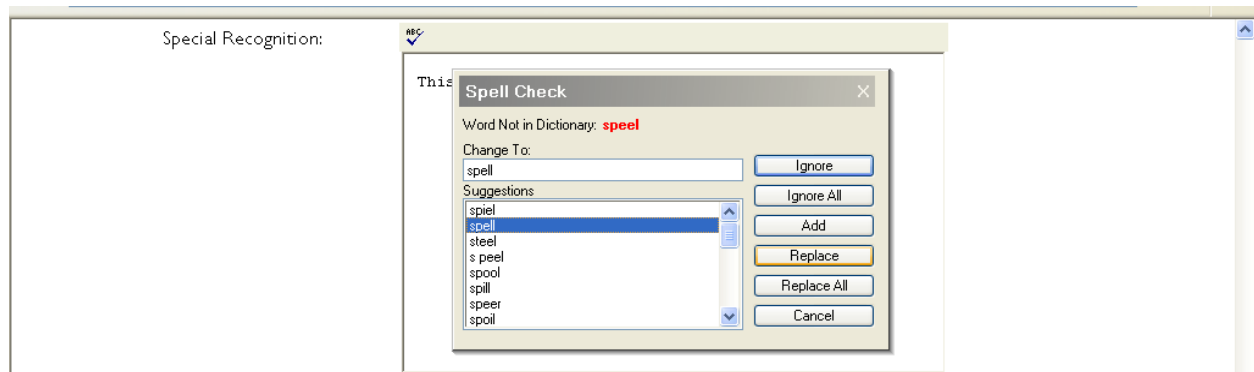 Special Recognition:
ABC
This
Spell Check
Word Not in Dictionary: speel
Change To:
spell
Suggestions
spiel
spell
steel
s peel
spool
spill
speer
spoil
Ignore
Ignore All
Add
Replace
Replace All
Cancel